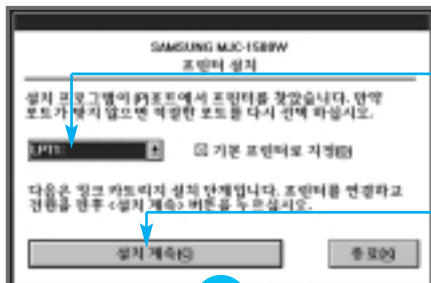 SAMSUNG MJC-1580W
프린터 설치
설치 프로그램이 포트에서 프린터를 찾았습니다. 만약
포트가 맞지 않으면 적절한 포트를 다시 선택 하십시오.
LPT1:
기본 프린터로 지정(D)
다음은 잉크 카트리지 설치 단계입니다. 프린터를 연결하고
전원을 켠후 <설치 계속> 버튼을 누르십시오.
설치 계속(C)
종료(X)